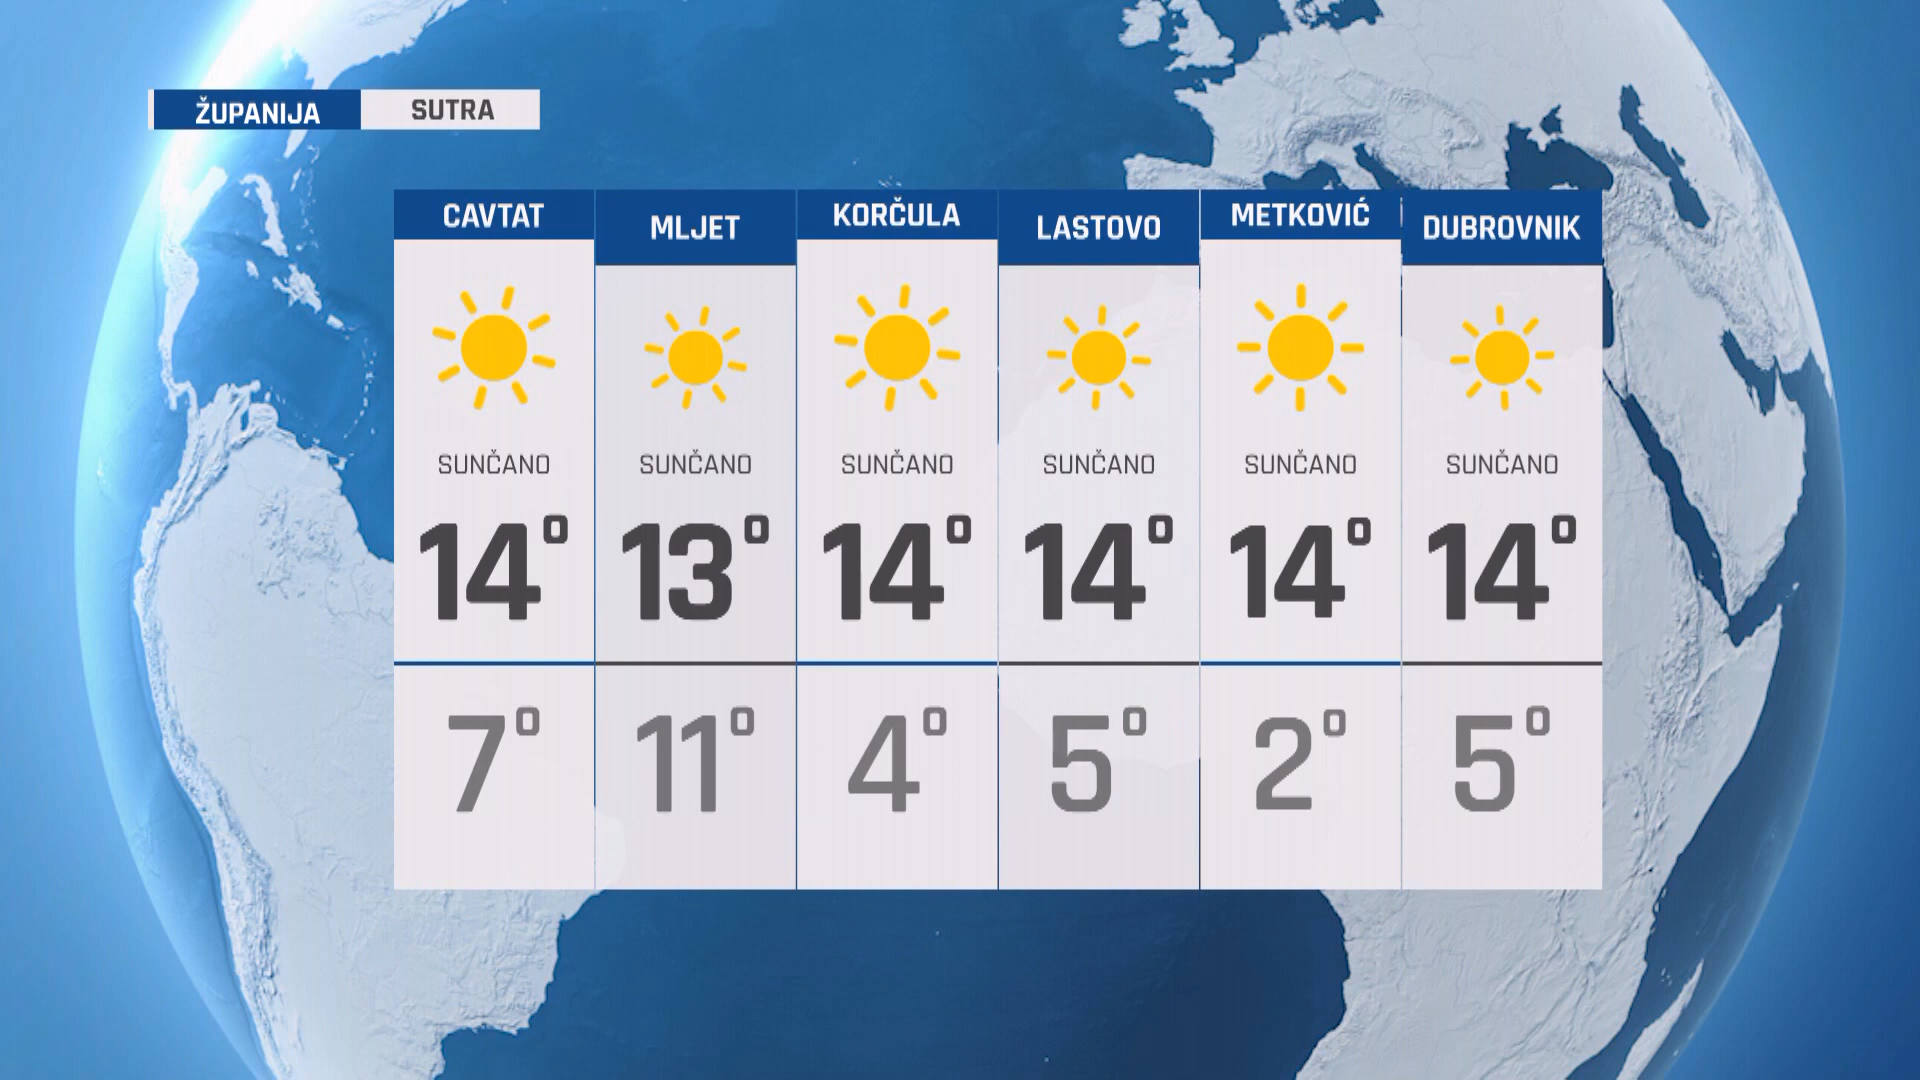 ŽUPANIJA SUTRA
CAVTAT MLJET KORČULA LASTOVO METKOVIĆ DUBROVNIK
SUNČANO SUNČANO SUNČANO SUNČANO SUNČANO SUNČANO
14° 13° 14° 14° 14° 14°
7° 11° 4° 5° 2° 5°